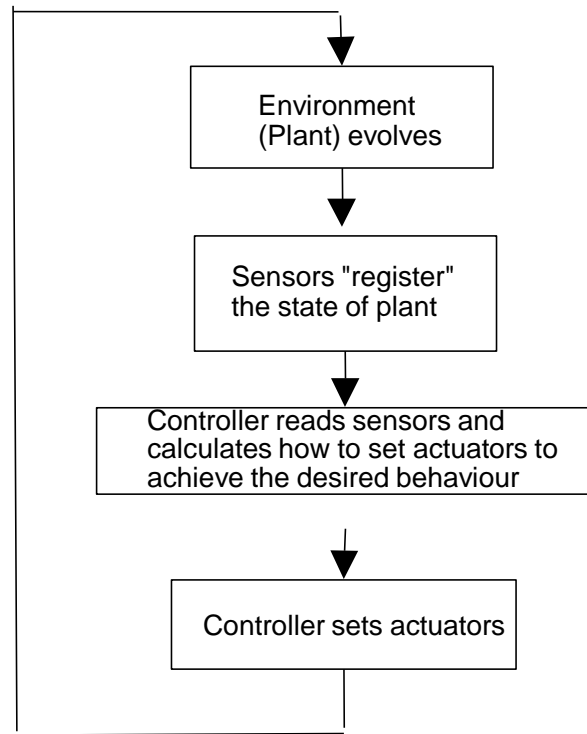 Environment
(Plant) evolves
Sensors "register"
the state of plant
Controller reads sensors and
calculates how to set actuators to
achieve the desired behaviour
Controller sets actuators